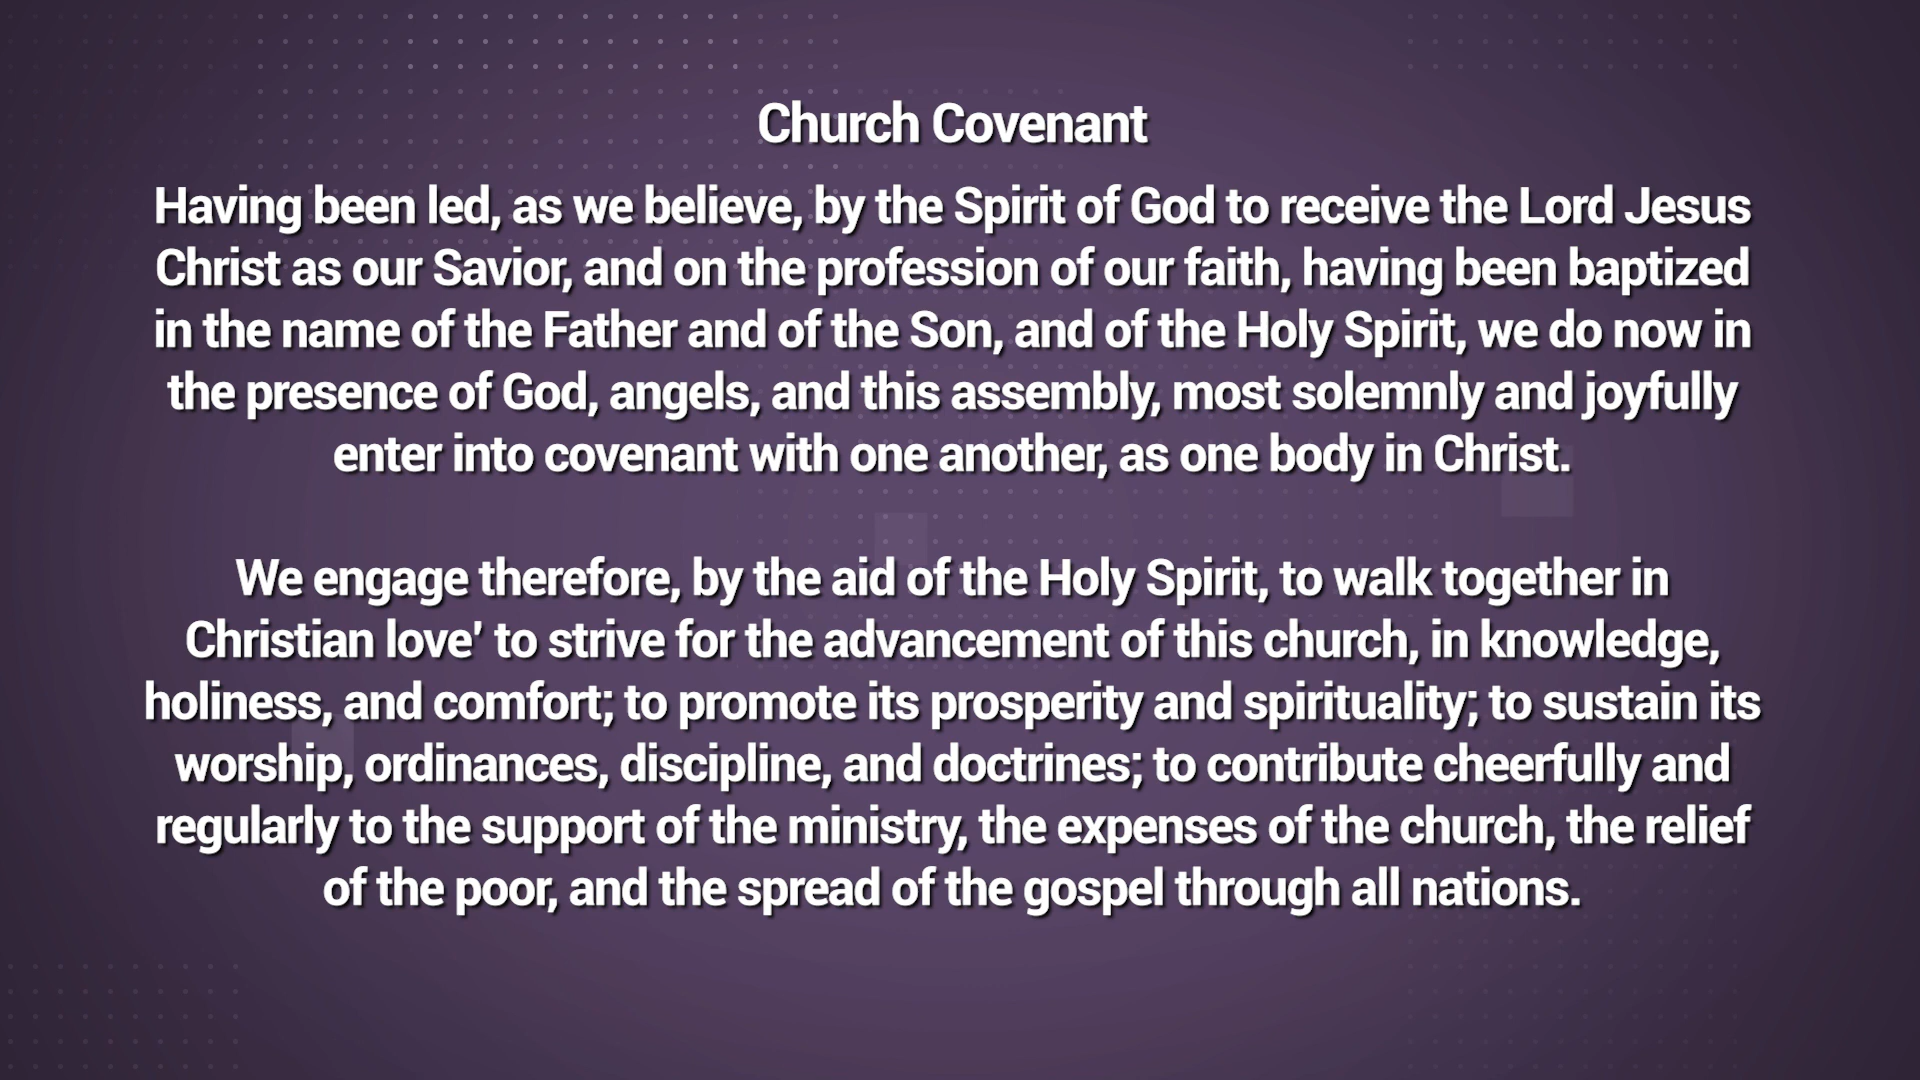 Church Covenant
Having been led, as we believe, by the Spirit of God to receive the Lord Jesus
Christ as our Savior, and on the profession of our faith, having been baptized
in the name of the Father and of the Son, and of the Holy Spirit, we do now in
the presence of God, angels, and this assembly, most solemnly and joyfully
enter into covenant with one another, as one body in Christ.
We engage therefore, by the aid of the Holy Spirit, to walk together in
Christian love' to strive for the advancement of this church, in knowledge,
holiness, and comfort; to promote its prosperity and spirituality; to sustain its
worship, ordinances, discipline, and doctrines; to contribute cheerfully and
regularly to the support of the ministry, the expenses of the church, the relief
of the poor, and the spread of the gospel through all nations.